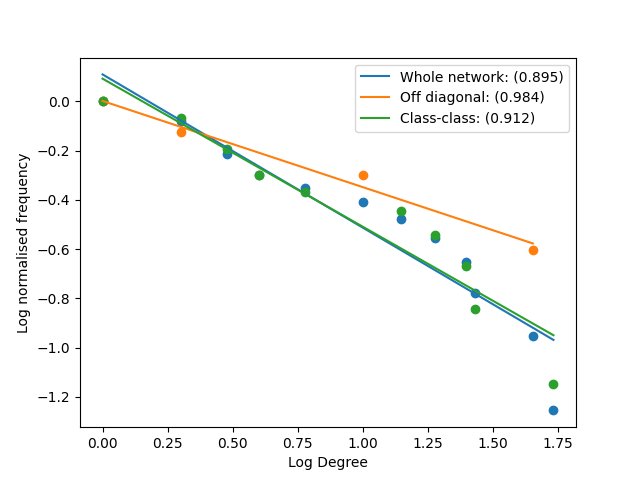 Whole network: (0.895)
Off diagonal: (0.984)
Class-class: (0.912)
Log normalised frequency
0.0
−0.2
−0.4
−0.6
−0.8
−1.0
−1.2
0.00 0.25 0.50 0.75 1.00 1.25 1.50 1.75
Log Degree